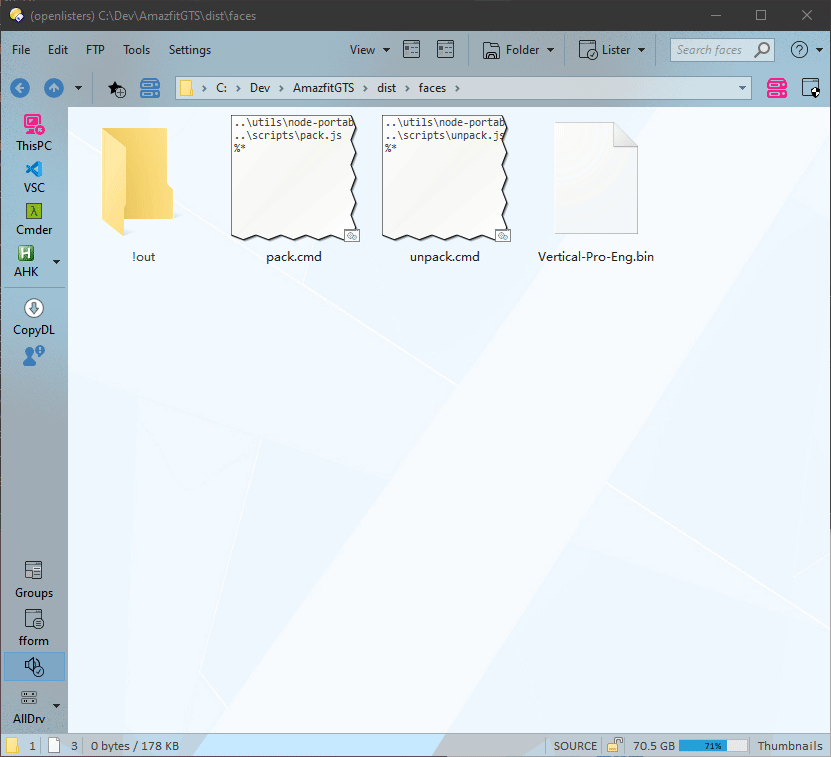 (openlisters) C:\Dev\AmazfitGTS\dist\faces
File Edit FTP Tools Settings View Folder Lister Search faces
C: Dev AmazfitGTS dist faces
ThisPC
VSC
Cmder
AHK
CopyDL
Groups
fform
AllDrv
..\utils\node-portab
..\scripts\pack.js
%*
pack.cmd
..\utils\node-portab
..\scripts\unpack.js
%*
unpack.cmd
!out
Vertical-Pro-Eng.bin
1 3 0 bytes / 178 KB SOURCE 70.5 GB 71% Thumbnails